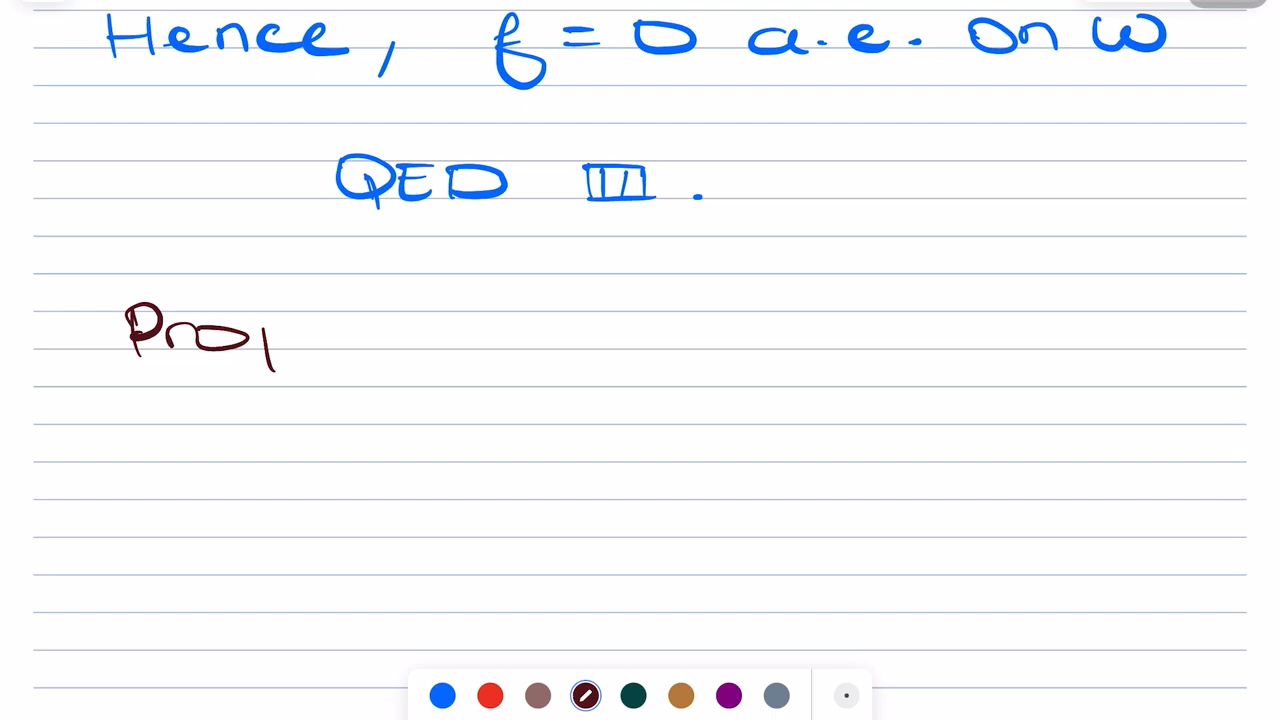 Hence, f = 0 a.e. on ω
QED
Pro